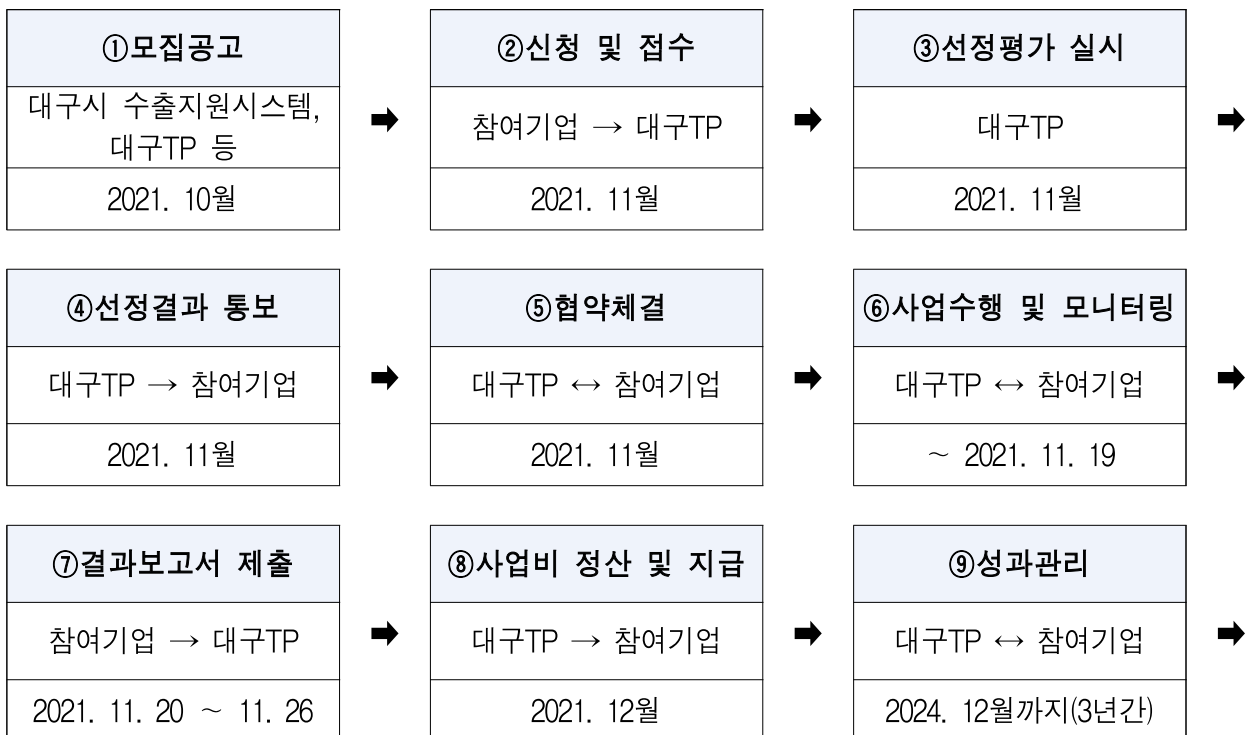 ①모집공고
대구시 수출지원시스템,
대구TP 등
2021. 10월
②신청 및 접수
참여기업 → 대구TP
2021. 11월
③선정평가 실시
대구TP
2021. 11월
④선정결과 통보
대구TP → 참여기업
2021. 11월
⑤협약체결
대구TP ↔ 참여기업
2021. 11월
⑥사업수행 및 모니터링
대구TP ↔ 참여기업
~ 2021. 11. 19
⑦결과보고서 제출
참여기업 → 대구TP
2021. 11. 20 ~ 11. 26
⑧사업비 정산 및 지급
대구TP → 참여기업
2021. 12월
⑨성과관리
대구TP ↔ 참여기업
2024. 12월까지(3년간)